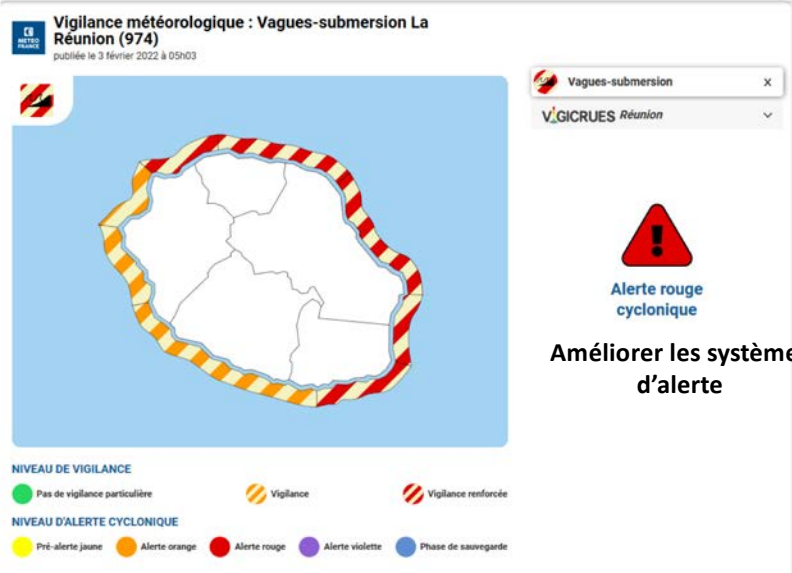 Vigilance météorologique : Vagues-submersion La
Réunion (974)
publiée le 3 février 2022 à 05h03
METEO
FRANCE
Vagues-submersion x
VIGICRUES Réunion
Alerte rouge
cyclonique
Améliorer les système
d'alerte
NIVEAU DE VIGILANCE
Pas de vigilance particulière Vigilance Vigilance renforcée
NIVEAU D'ALERTE CYCLONIQUE
Pré-alerte jaune Alerte orange Alerte rouge Alerte violette Phase de sauvegarde